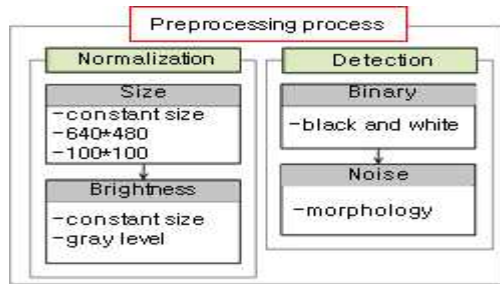 Preprocessing process
Normalization
Size
-constant size
-640*480
-100*100
Brightness
-constant size
-gray level
Detection
Binary
-black and white
Noise
-morphology